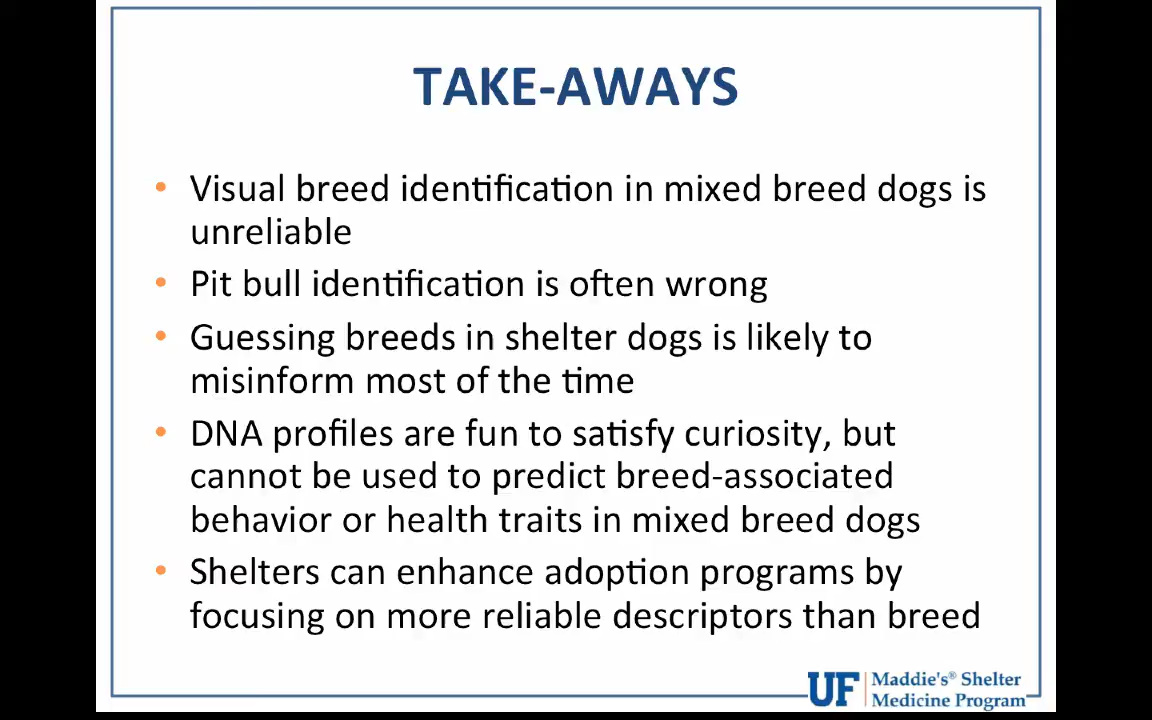 TAKE-AWAYS
• Visual breed identification in mixed breed dogs is
unreliable
• Pit bull identification is often wrong
• Guessing breeds in shelter dogs is likely to
misinform most of the time
• DNA profiles are fun to satisfy curiosity, but
cannot be used to predict breed-associated
behavior or health traits in mixed breed dogs
• Shelters can enhance adoption programs by
focusing on more reliable descriptors than breed
UF Maddie's® Shelter
Medicine Program